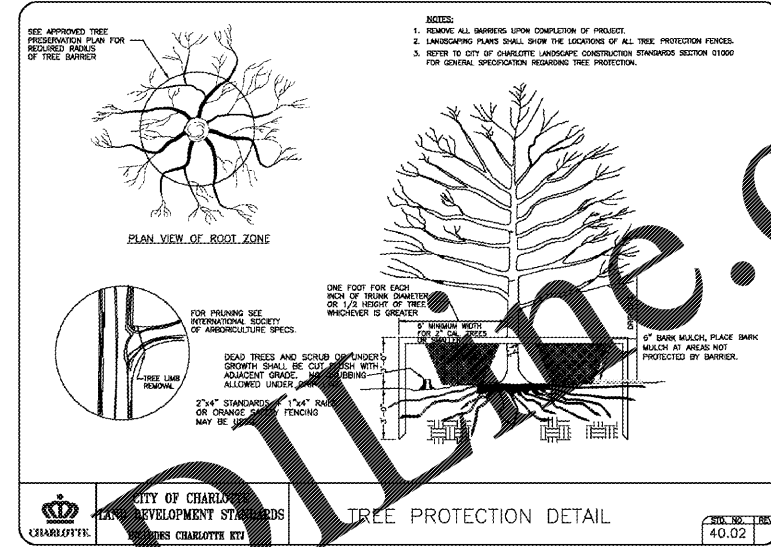 NOTES:
1. REMOVE ALL BARRIERS UPON COMPLETION OF PROJECT.
2. LANDSCAPING PLANS SHALL SHOW THE LOCATIONS OF ALL TREE PROTECTION FENCES.
3. REFER TO CITY OF CHARLOTTE LANDSCAPE CONSTRUCTION STANDARDS SECTION 01000
FOR GENERAL SPECIFICATION REGARDING TREE PROTECTION.
SEE APPROVED TREE
PRESERVATION PLAN FOR
REQUIRED RADIUS
OF TREE BARRIER
PLAN VIEW OF ROOT ZONE
FOR PRUNING SEE
INTERNATIONAL SOCIETY
OF ARBORICULTURE SPECS.
TREE LIMB
REMOVAL
ONE FOOT FOR EACH
INCH OF TRUNK DIAMETER
OR 1/2 HEIGHT OF TREE
WHICHEVER IS GREATER
6' MINIMUM WIDTH
FOR 2" CAL TREES
OR SMALLER
6" BARK MULCH, PLACE BARK
MULCH AT AREAS NOT
PROTECTED BY BARRIER.
DEAD TREES AND SCRUB OR UNDER
GROWTH SHALL BE CUT FLUSH WITH
ADJACENT GRADE. NO GRUBBING
ALLOWED UNDER
2"x4" STANDARDS 1"x4" RAILS
OR ORANGE SAFETY FENCING
MAY BE
CHARLOTTE
CITY OF CHARLOTTE
LAND DEVELOPMENT STANDARDS
INCLUDES CHARLOTTE ETJ
TREE PROTECTION DETAIL
STD. NO. REV
40.02
DLine.c